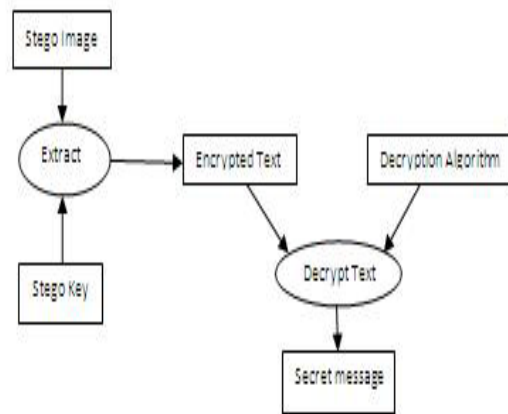 Stego Image
Extract
Encrypted Text
Decryption Algorithm
Stego Key
Decrypt Text
Secret message